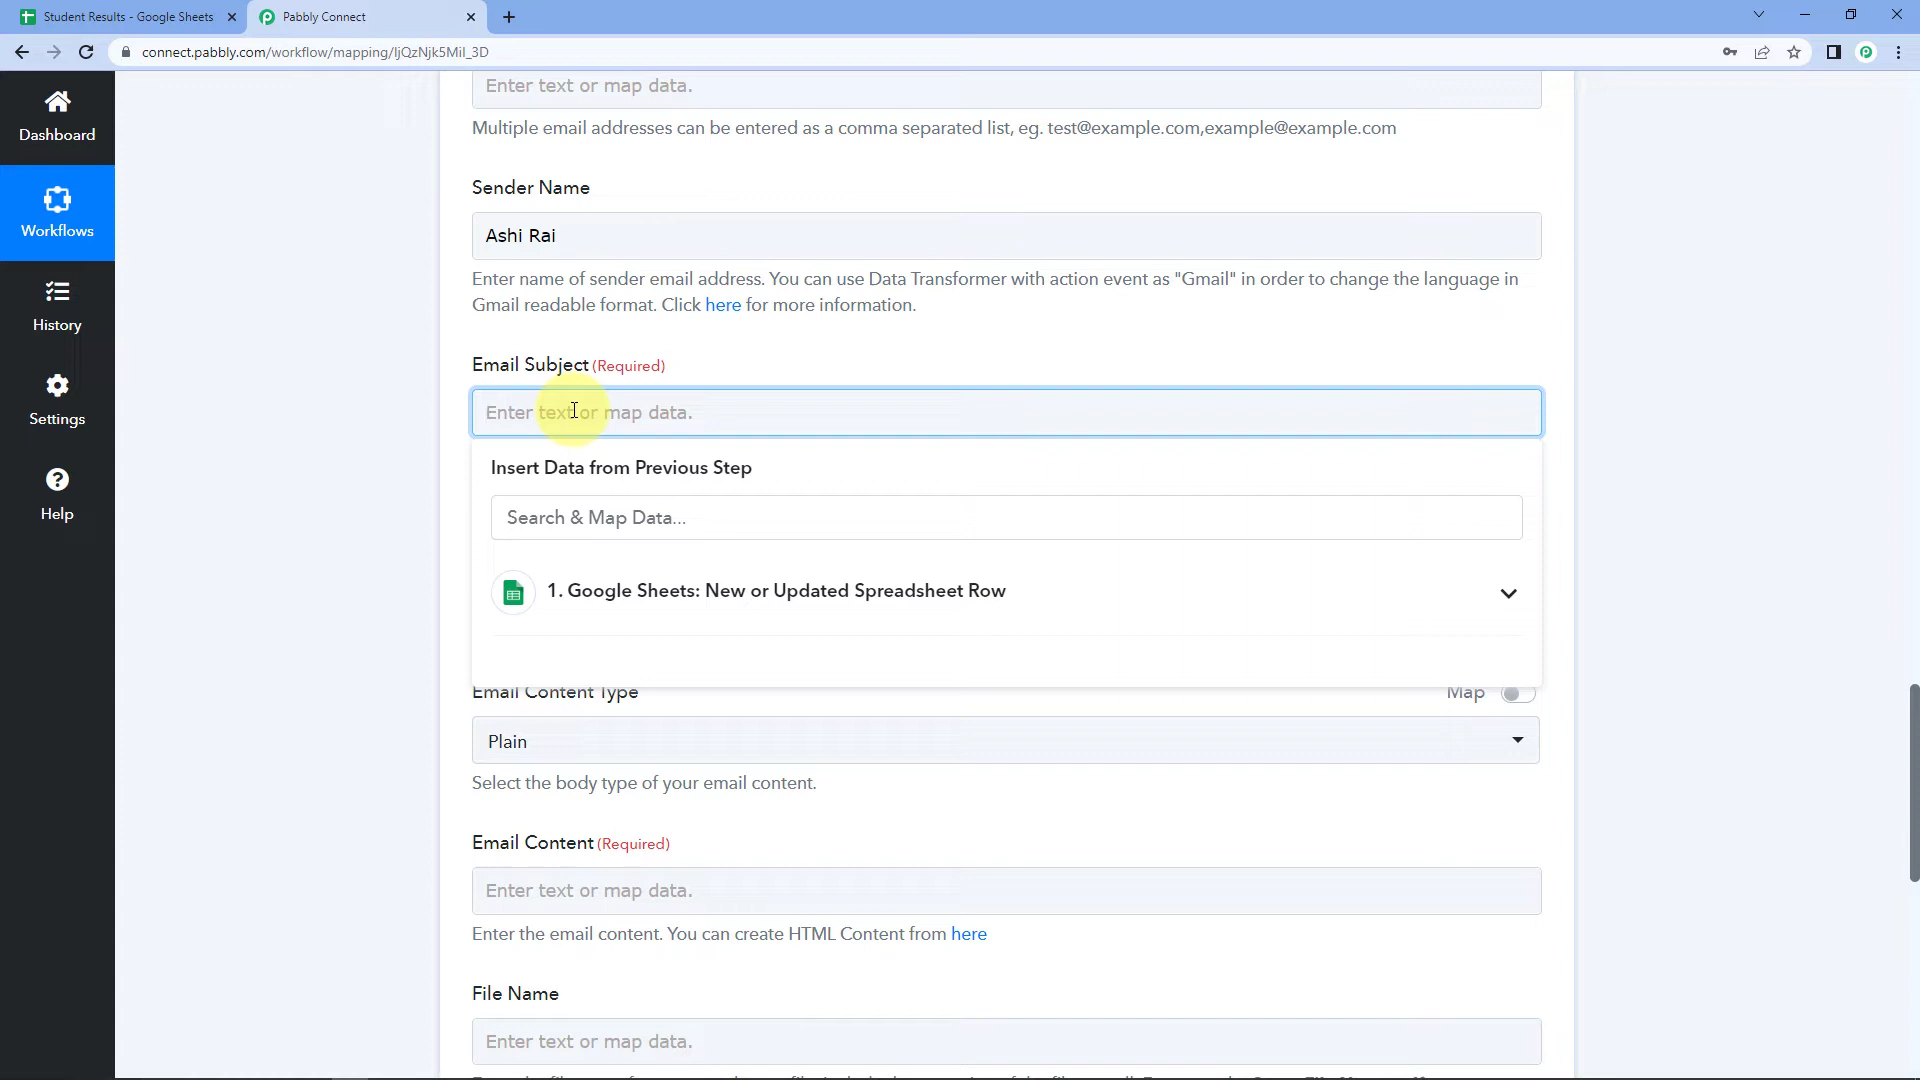 Student Results - Google Sheets
Pabbly Connect
connect.pabbly.com/workflow/mapping/IjQzNjk5MiI_3D
Dashboard
Workflows
History
Settings
Help
Enter text or map data.
Multiple email addresses can be entered as a comma separated list, eg. test@example.com,example@example.com
Sender Name
Ashi Rai
Enter name of sender email address. You can use Data Transformer with action event as "Gmail" in order to change the language in
Gmail readable format. Click here for more information.
Email Subject (Required)
Enter text or map data.
Insert Data from Previous Step
Search & Map Data...
1. Google Sheets: New or Updated Spreadsheet Row
Email Content Type
Map
Plain
Select the body type of your email content.
Email Content (Required)
Enter text or map data.
Enter the email content. You can create HTML Content from here
File Name
Enter text or map data.